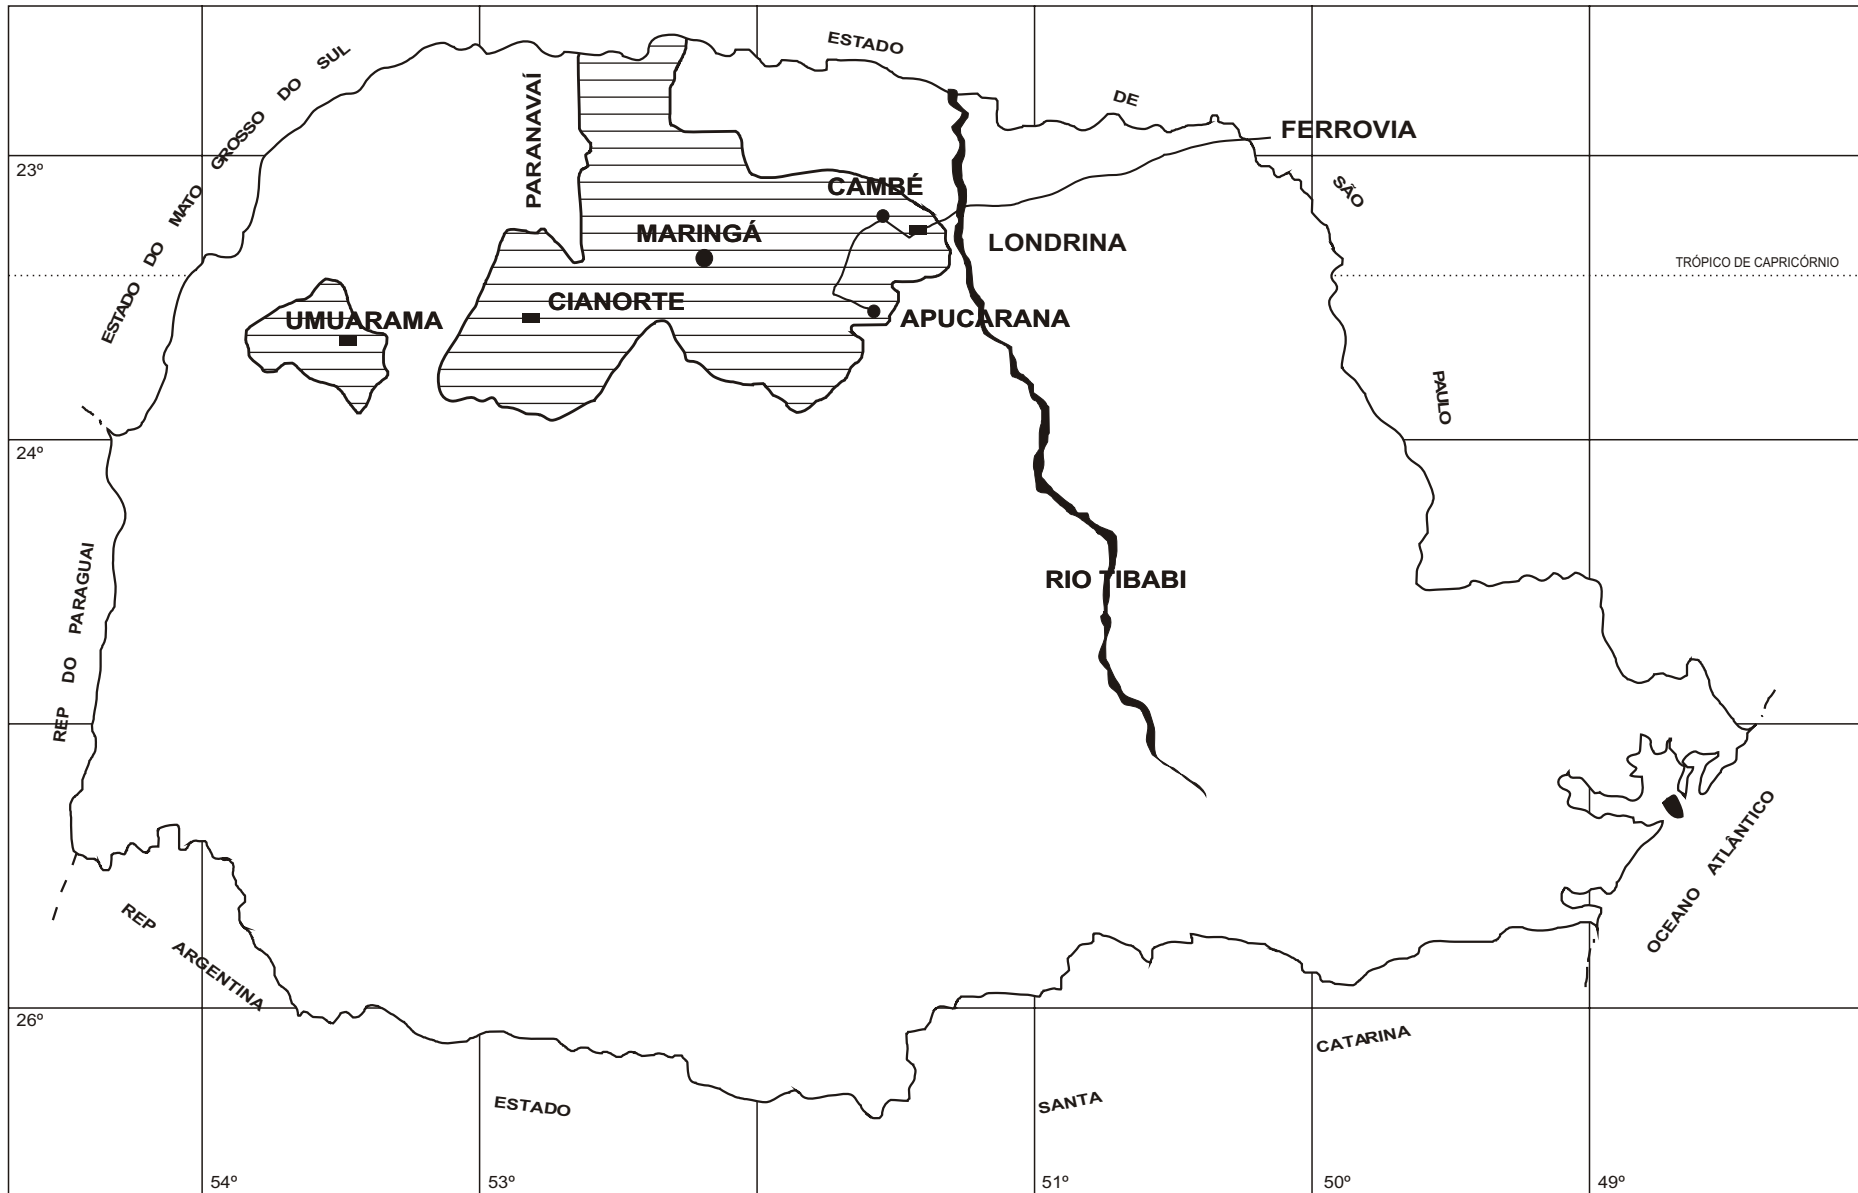 ESTADO DO MATO GROSSO DO SUL
ESTADO
DE
SÃO
PAULO
PARANAVAÍ
FERROVIA
23º
CAMBÉ
MARINGÁ
LONDRINA
TRÓPICO DE CAPRICÓRNIO
CIANORTE
UMUARAMA
APUCARANA
24º
RIO TIBABI
REP DO PARAGUAI
OCEANO ATLÂNTICO
REP ARGENTINA
26º
ESTADO
SANTA
CATARINA
54º
53º
51º
50º
49º